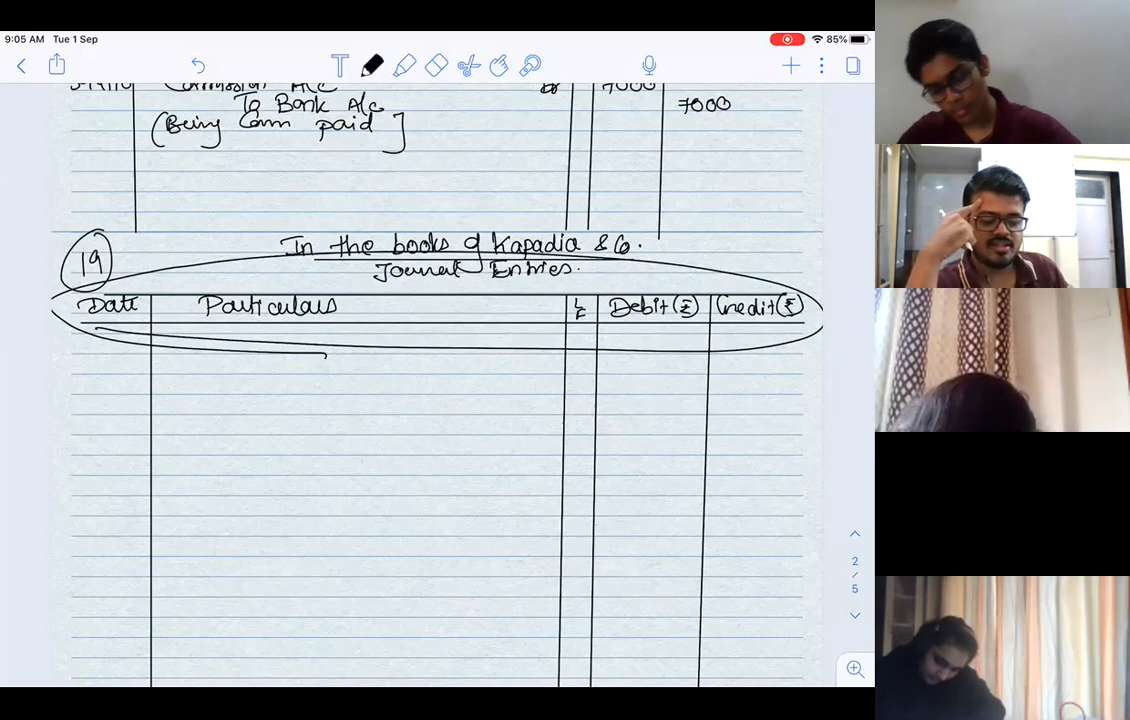 9:05 AM Tue 1 Sep 85%
To Bank A/c 7000
(Being Comm paid]
19 In the books of Kapadia & Co.
Journal Entries.
Date Particulars L F Debit (₹) Credit (₹)
2
/
5